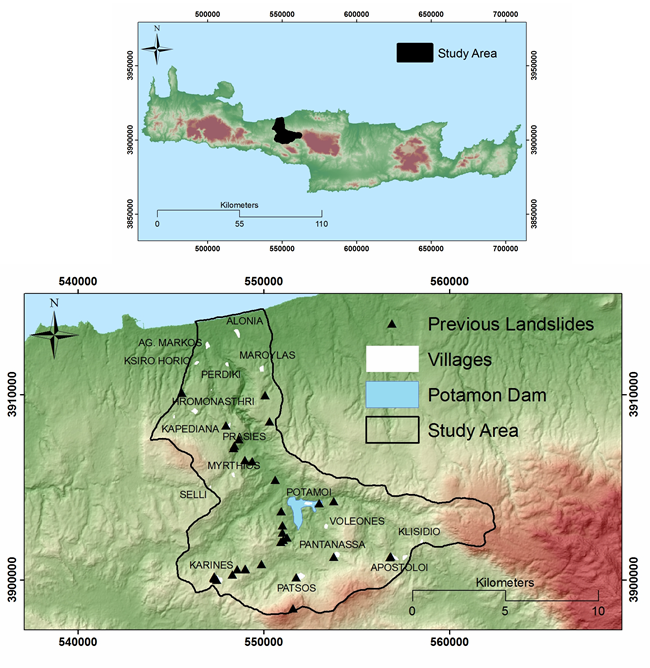 500000 550000 600000 650000 700000
N
Study Area
3950000 3950000
3900000 3900000
3850000 3850000
Kilometers
0 55 110
500000 550000 600000 650000 700000
540000 550000 560000
N
ALONIA
Previous Landslides
AG. MARKOS
KSIRO HORIO
MAROYLAS
Villages
PERDIKI
3910000 3910000
HROMONASTHRI
Potamon Dam
KAPEDIANA
PRASIES
Study Area
MYRTHIOS
SELLI
POTAMOI
VOLEONES
KLISIDIO
PANTANASSA
KARINES
APOSTOLOI
3900000 3900000
PATSOS
Kilometers
0 5 10
540000 550000 560000